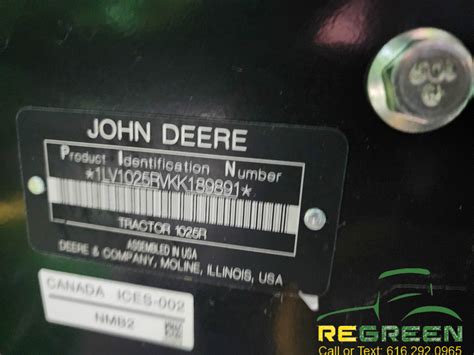 JOHN DEERE
Product Identification Number
*1LV1025RVKK189891*
TRACTOR 1025R
ASSEMBLED IN USA
DEERE & COMPANY, MOLINE, ILLINOIS, USA
CANADA ICES-002
NMB2
REGREEN
Call or Text: 616.292.0965